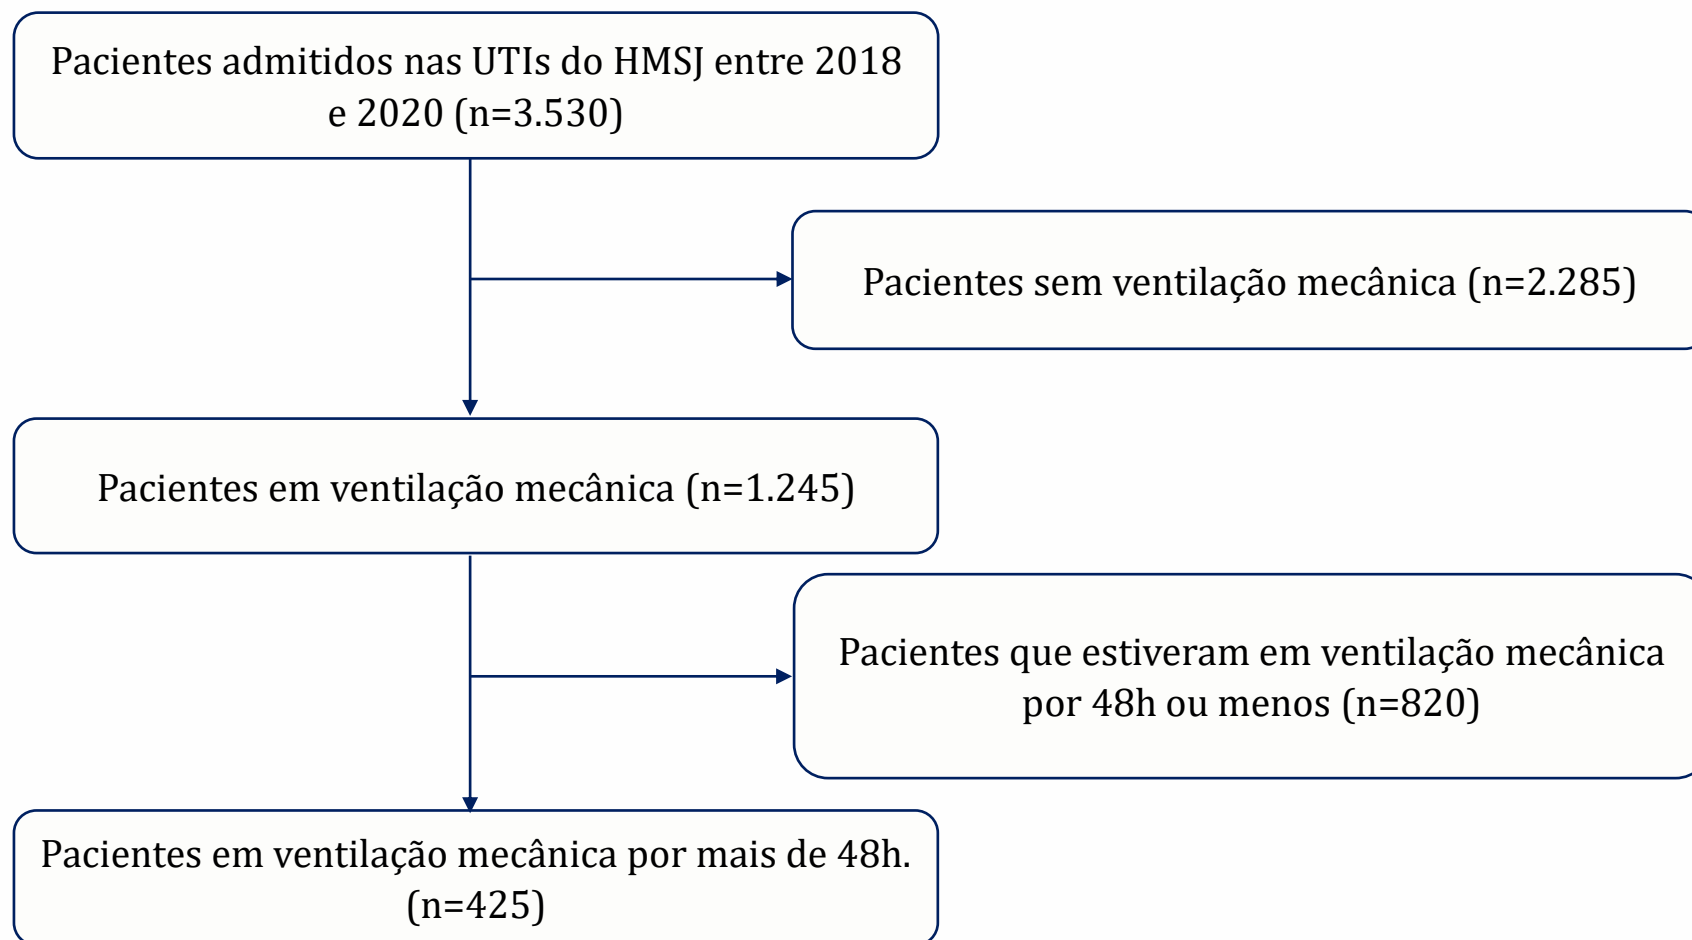 Pacientes admitidos nas UTIs do HMSJ entre 2018
e 2020 (n=3.530)
Pacientes sem ventilação mecânica (n=2.285)
Pacientes em ventilação mecânica (n=1.245)
Pacientes que estiveram em ventilação mecânica
por 48h ou menos (n=820)
Pacientes em ventilação mecânica por mais de 48h.
(n=425)